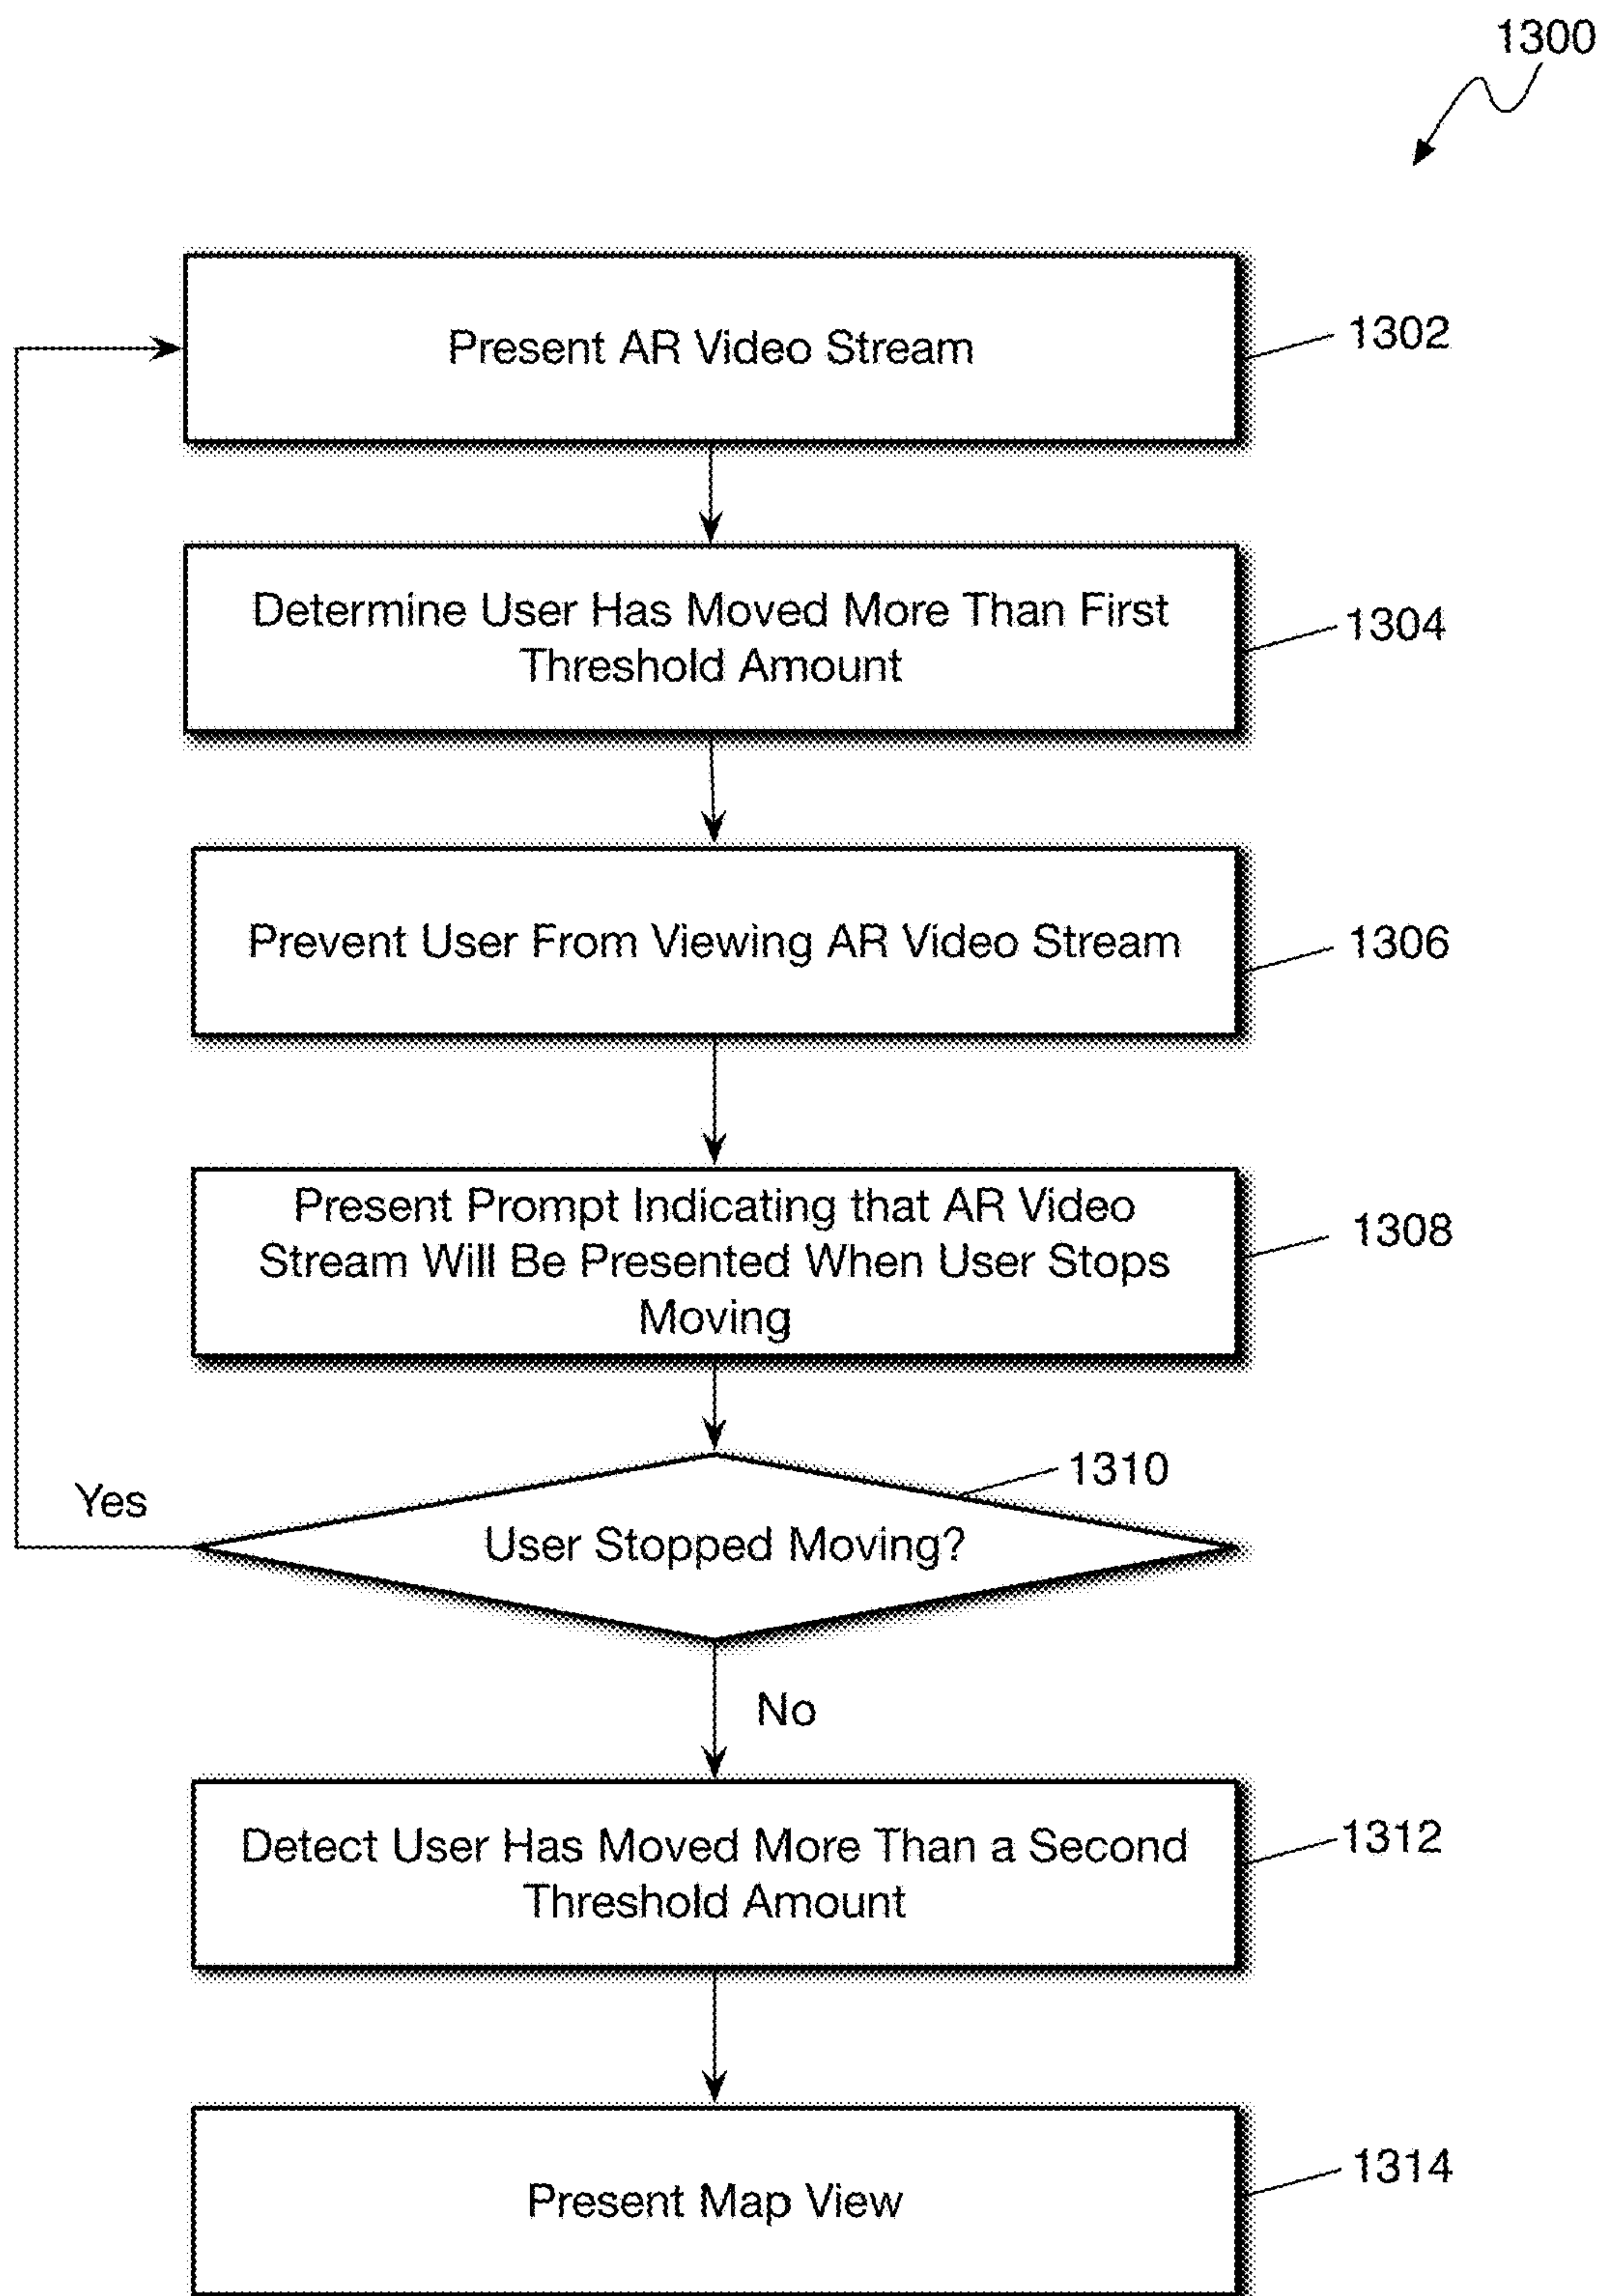 1300
Present AR Video Stream
1302
Determine User Has Moved More Than First
Threshold Amount
1304
Prevent User From Viewing AR Video Stream
1306
Present Prompt Indicating that AR Video
Stream Will Be Presented When User Stops
Moving
1308
1310
Yes
User Stopped Moving?
No
Detect User Has Moved More Than a Second
Threshold Amount
1312
Present Map View
1314